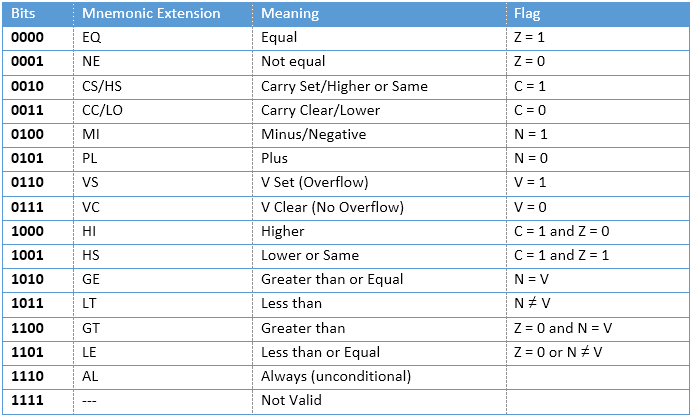 Bits Mnemonic Extension Meaning Flag
0000 EQ Equal Z = 1
0001 NE Not equal Z = 0
0010 CS/HS Carry Set/Higher or Same C = 1
0011 CC/LO Carry Clear/Lower C = 0
0100 MI Minus/Negative N = 1
0101 PL Plus N = 0
0110 VS V Set (Overflow) V = 1
0111 VC V Clear (No Overflow) V = 0
1000 HI Higher C = 1 and Z = 0
1001 HS Lower or Same C = 1 and Z = 1
1010 GE Greater than or Equal N = V
1011 LT Less than N ≠ V
1100 GT Greater than Z = 0 and N = V
1101 LE Less than or Equal Z = 0 or N ≠ V
1110 AL Always (unconditional)
1111 --- Not Valid